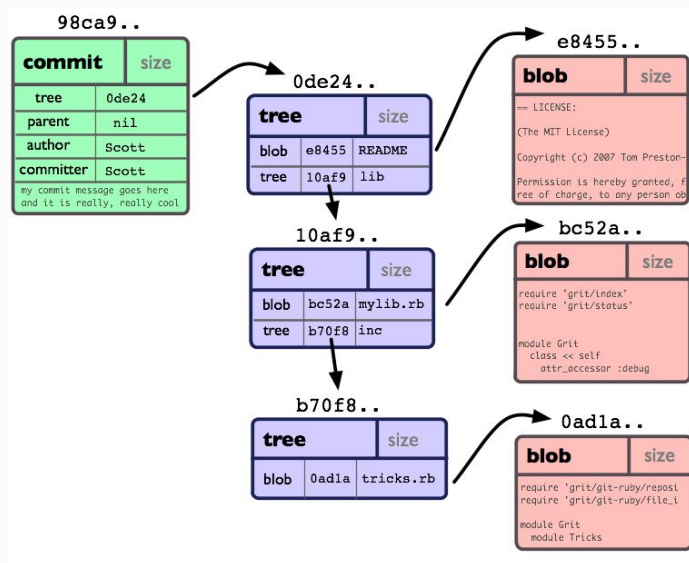 98ca9..
commit size
tree 0de24
parent nil
author Scott
committer Scott
my commit message goes here
and it is really, really cool
0de24..
tree size
blob e8455 README
tree 10af9 lib
10af9..
tree size
blob bc52a mylib.rb
tree b70f8 inc
b70f8..
tree size
blob 0ad1a tricks.rb
e8455..
blob size
== LICENSE:
(The MIT License)
Copyright (c) 2007 Tom Preston-
Permission is hereby granted, f
ree of charge, to any person ob
bc52a..
blob size
require 'grit/index'
require 'grit/status'
module Grit
class << self
attr_accessor :debug
0ad1a..
blob size
require 'grit/git-ruby/reposi
require 'grit/git-ruby/file_i
module Grit
module Tricks